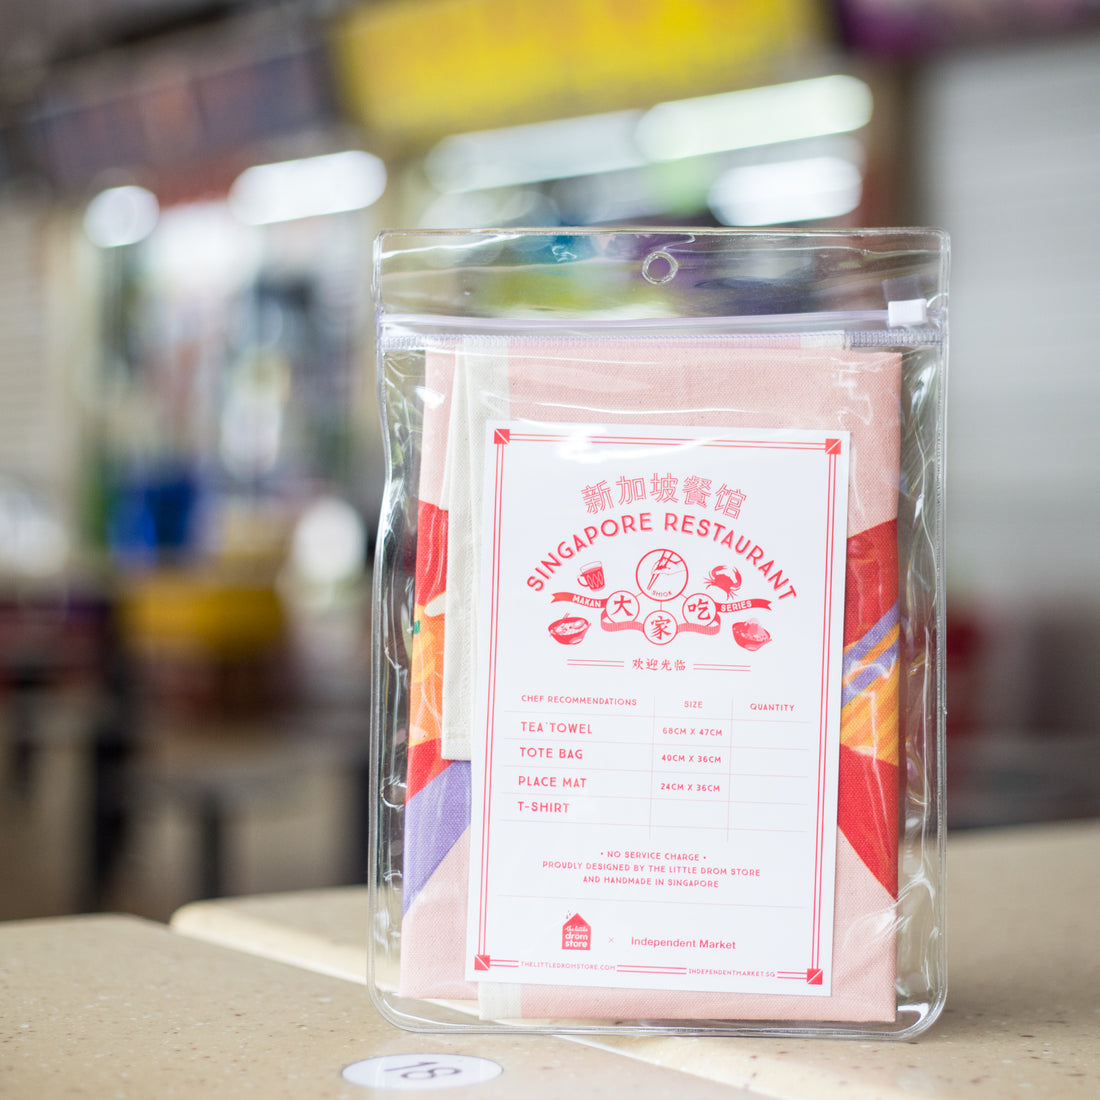 新加坡餐馆
SINGAPORE RESTAURANT
SHIOK
MAKAN 大家吃 SERIES
欢迎光临
CHEF RECOMMENDATIONS SIZE QUANTITY
TEA TOWEL 68CM X 47CM
TOTE BAG 40CM X 36CM
PLACE MAT 24CM X 36CM
T-SHIRT
• NO SERVICE CHARGE •
PROUDLY DESIGNED BY THE LITTLE DROM STORE
AND HANDMADE IN SINGAPORE
the little
dröm
store
× Independent Market
THELITTLEDROMSTORE.COM INDEPENDENTMARKET.SG
18